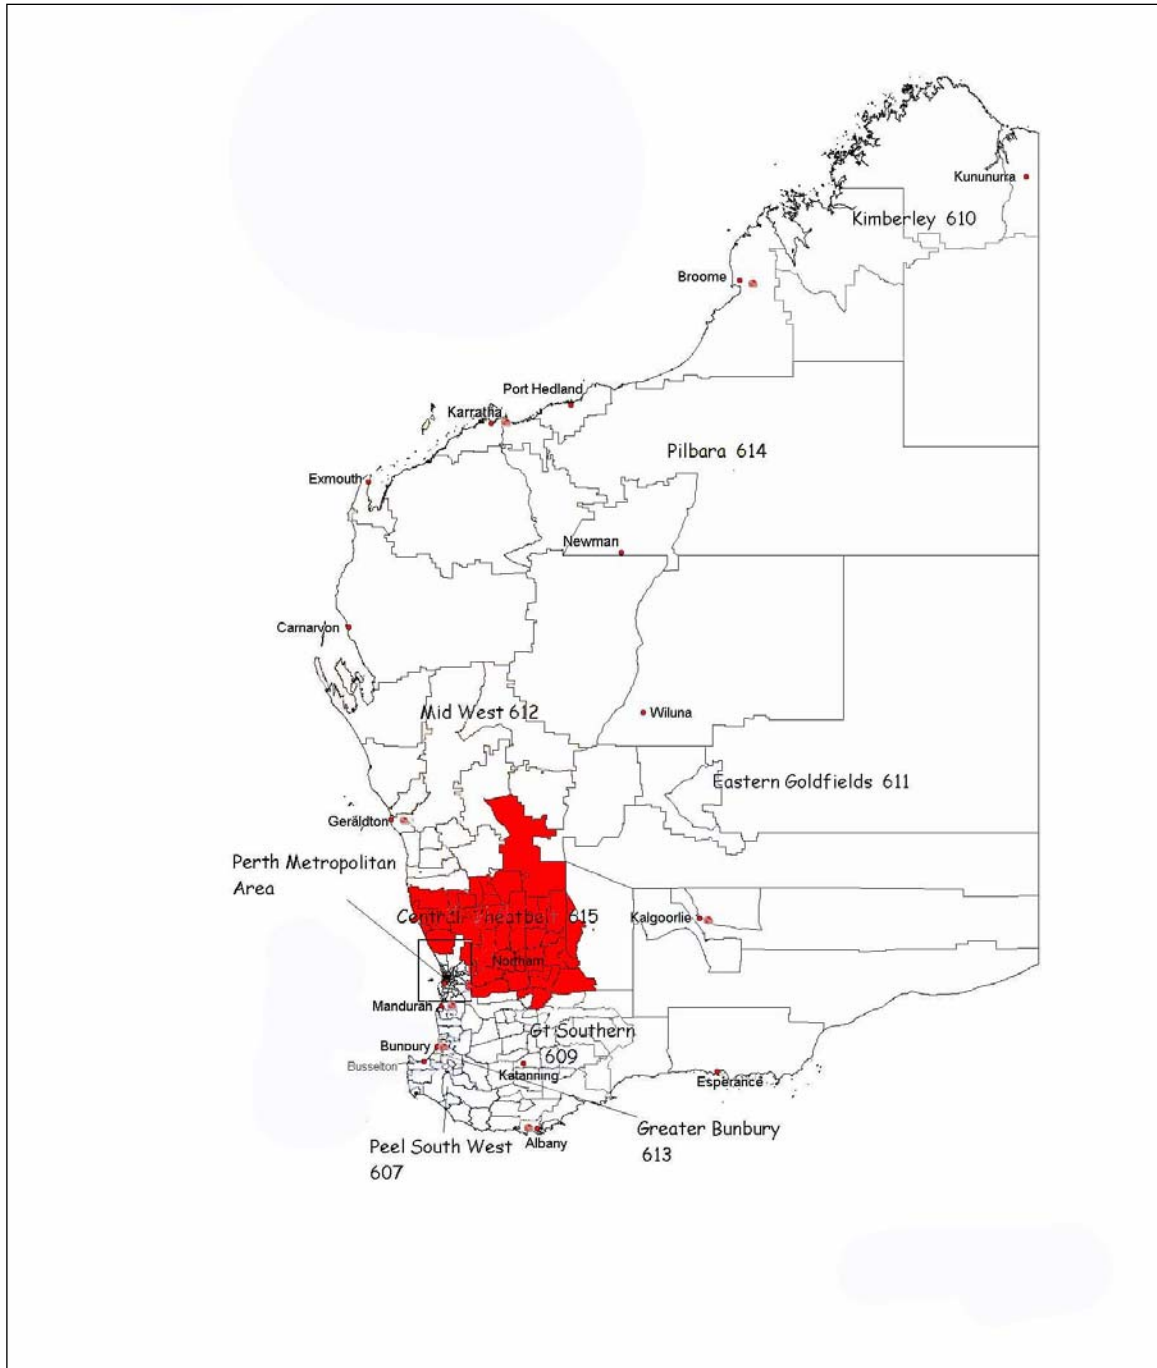 Kununurra
Kimberley 610
Broome
Port Hedland
Karratha
Pilbara 614
Exmouth
Newman
Carnarvon
Mid West 612
Wiluna
Eastern Goldfields 611
Geraldton
Perth Metropolitan
Area
Central Wheatbelt 615
Kalgoorlie
Northam
Mandurah
Gt Southern
609
Bunbury
Busselton
Katanning
Esperance
Greater Bunbury
613
Albany
Peel South West
607